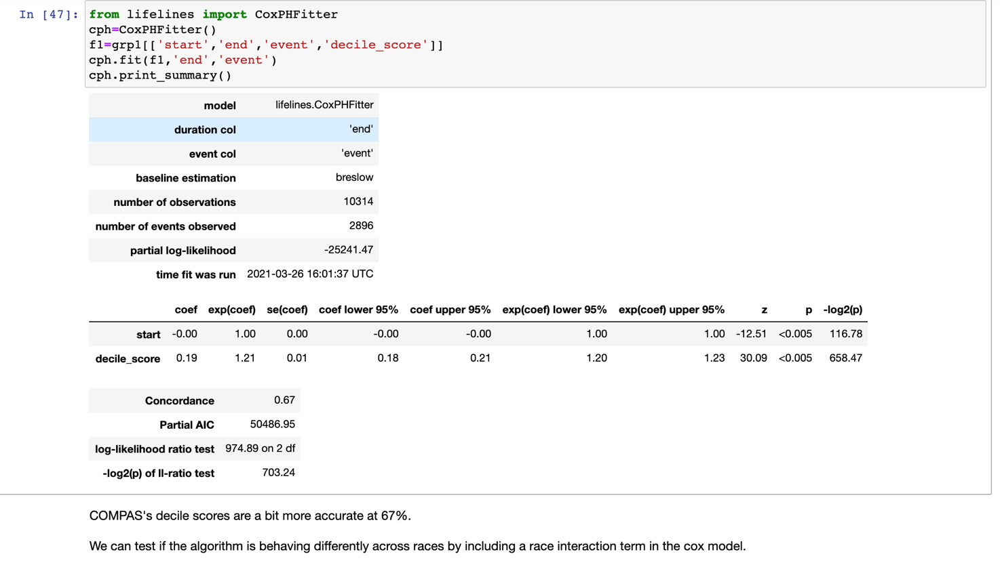 In [47]: from lifelines import CoxPHFitter
cph=CoxPHFitter()
f1=grp1[['start','end','event','decile_score']]
cph.fit(f1,'end','event')
cph.print_summary()
model lifelines.CoxPHFitter
duration col 'end'
event col 'event'
baseline estimation breslow
number of observations 10314
number of events observed 2896
partial log-likelihood -25241.47
time fit was run 2021-03-26 16:01:37 UTC
coef exp(coef) se(coef) coef lower 95% coef upper 95% exp(coef) lower 95% exp(coef) upper 95% z p -log2(p)
start -0.00 1.00 0.00 -0.00 -0.00 1.00 1.00 -12.51 <0.005 116.78
decile_score 0.19 1.21 0.01 0.18 0.21 1.20 1.23 30.09 <0.005 658.47
Concordance 0.67
Partial AIC 50486.95
log-likelihood ratio test 974.89 on 2 df
-log2(p) of ll-ratio test 703.24
COMPAS's decile scores are a bit more accurate at 67%.
We can test if the algorithm is behaving differently across races by including a race interaction term in the cox model.